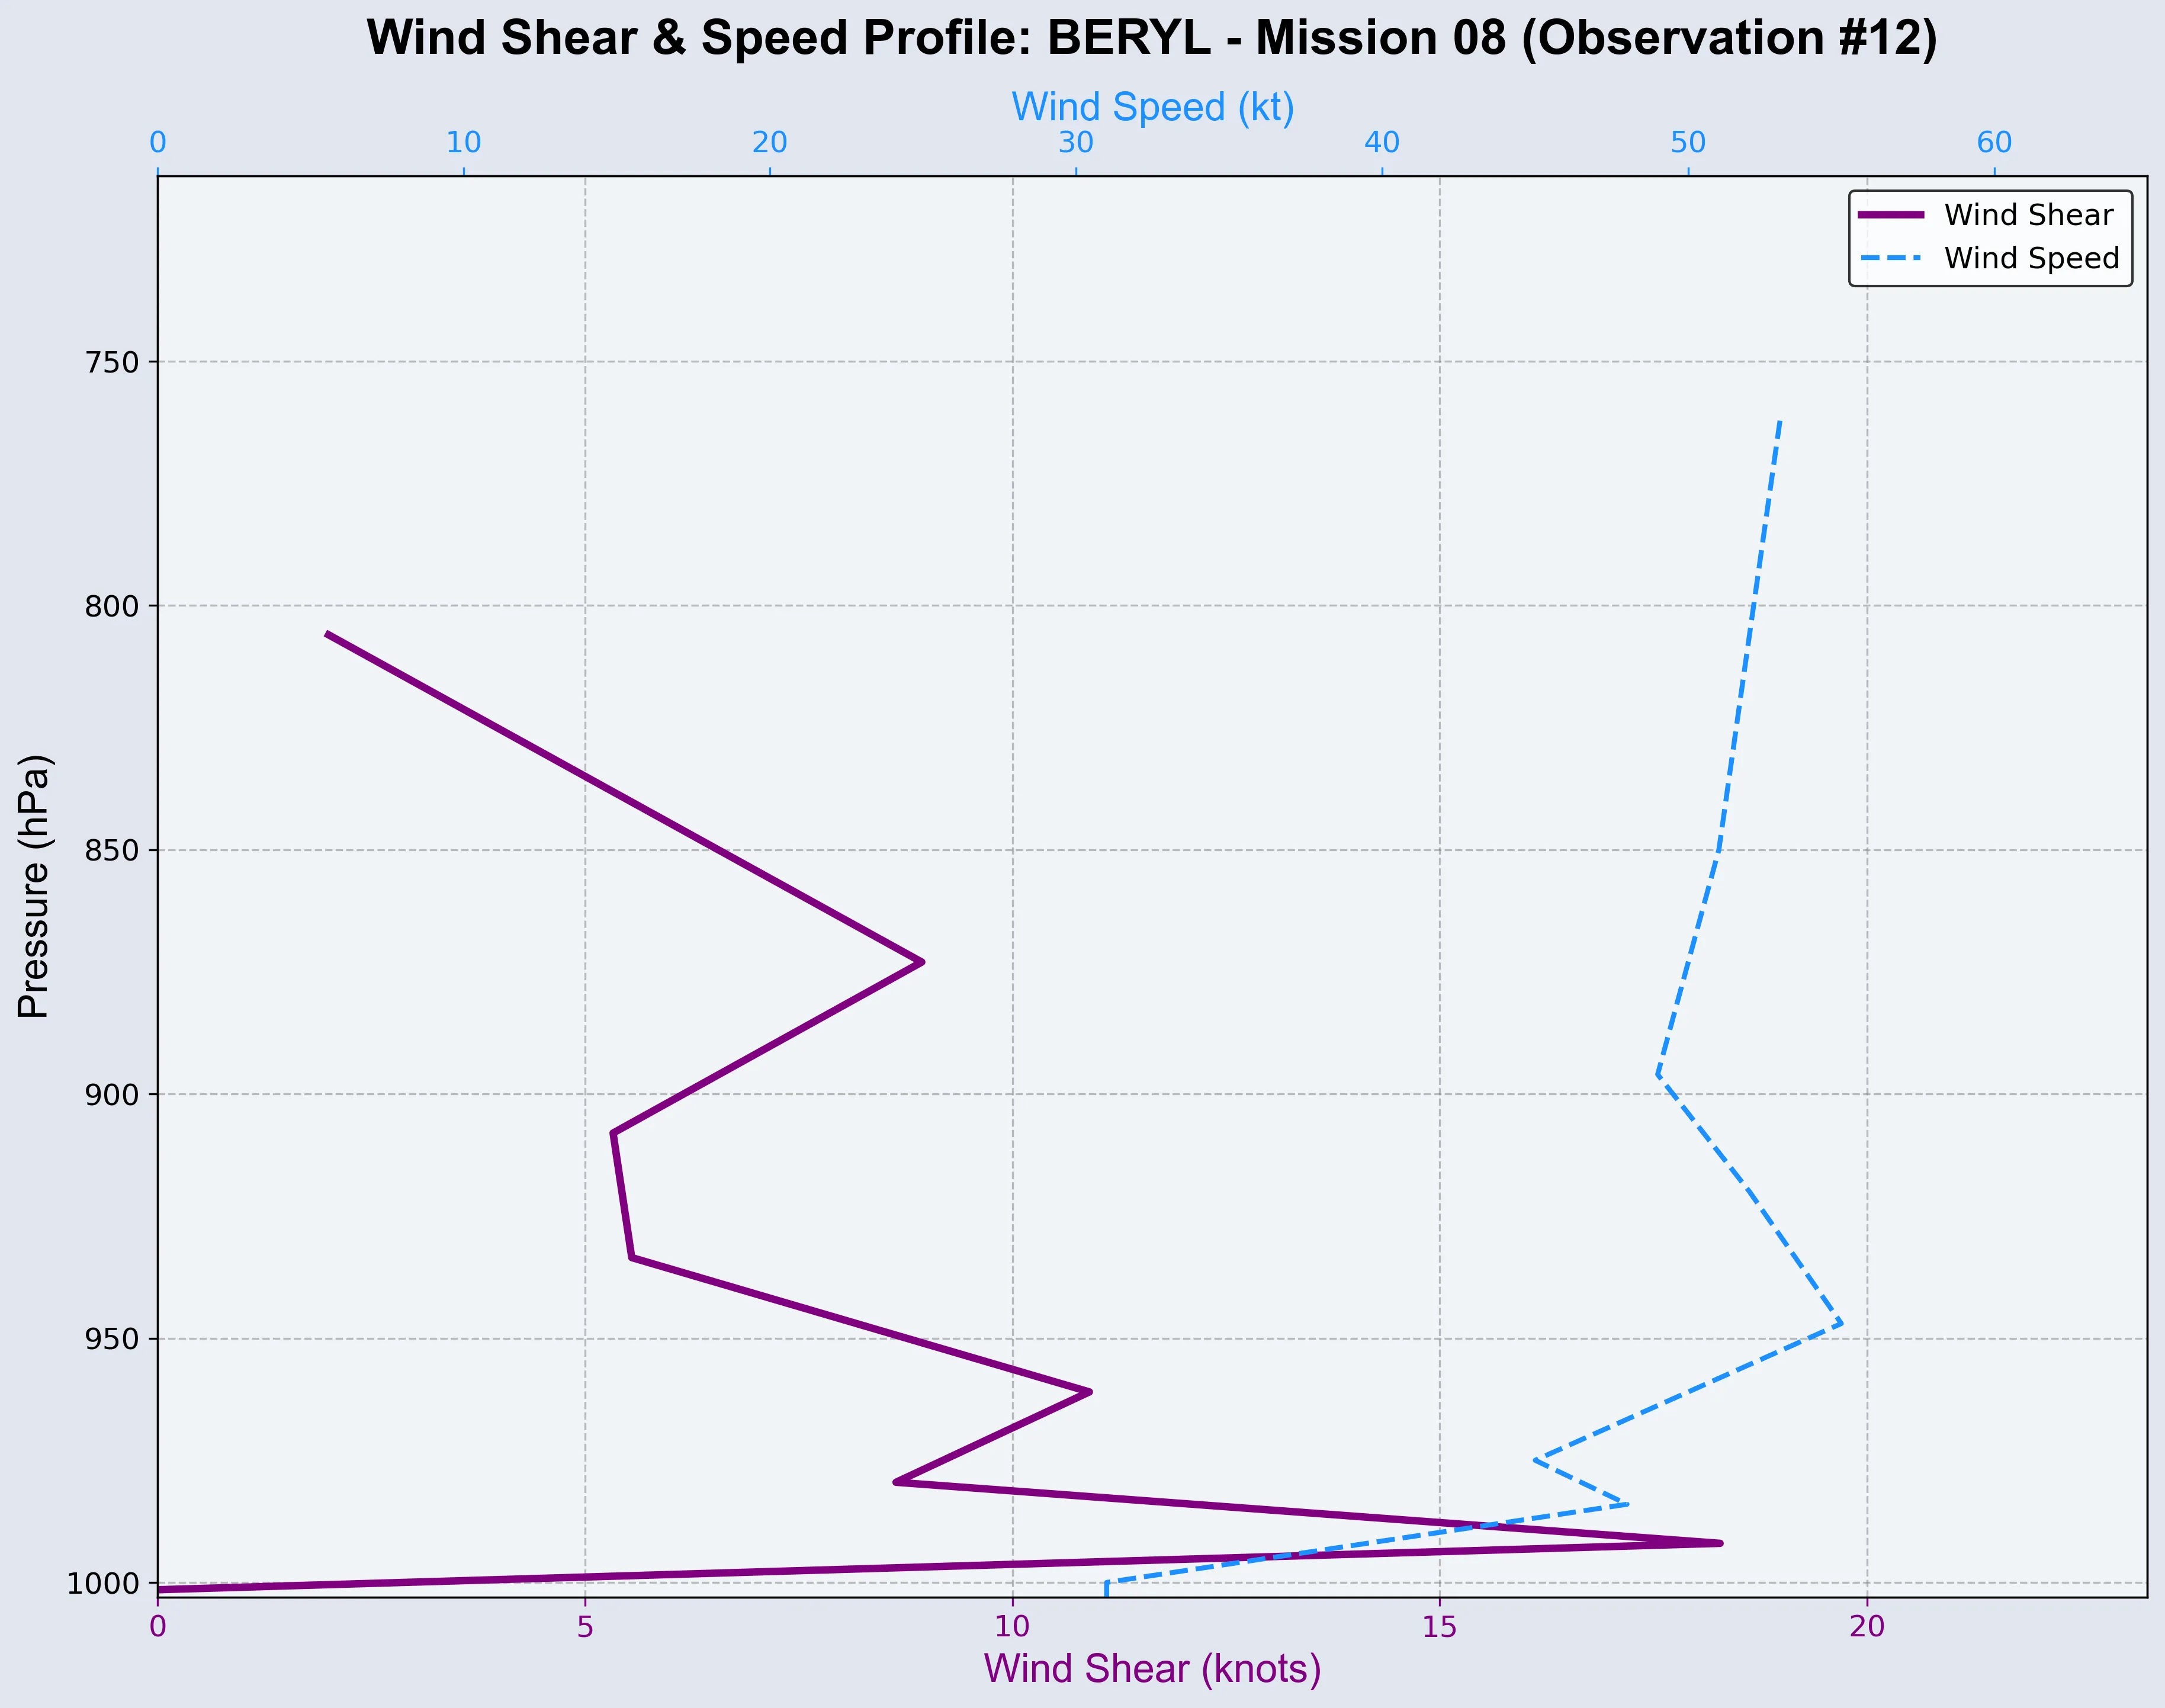 Wind Shear & Speed Profile: BERYL - Mission 08 (Observation #12)
Wind Speed (kt)
0 10 20 30 40 50 60
Wind Shear
Wind Speed
750
800
850
900
950
1000
Pressure (hPa)
0 5 10 15 20
Wind Shear (knots)